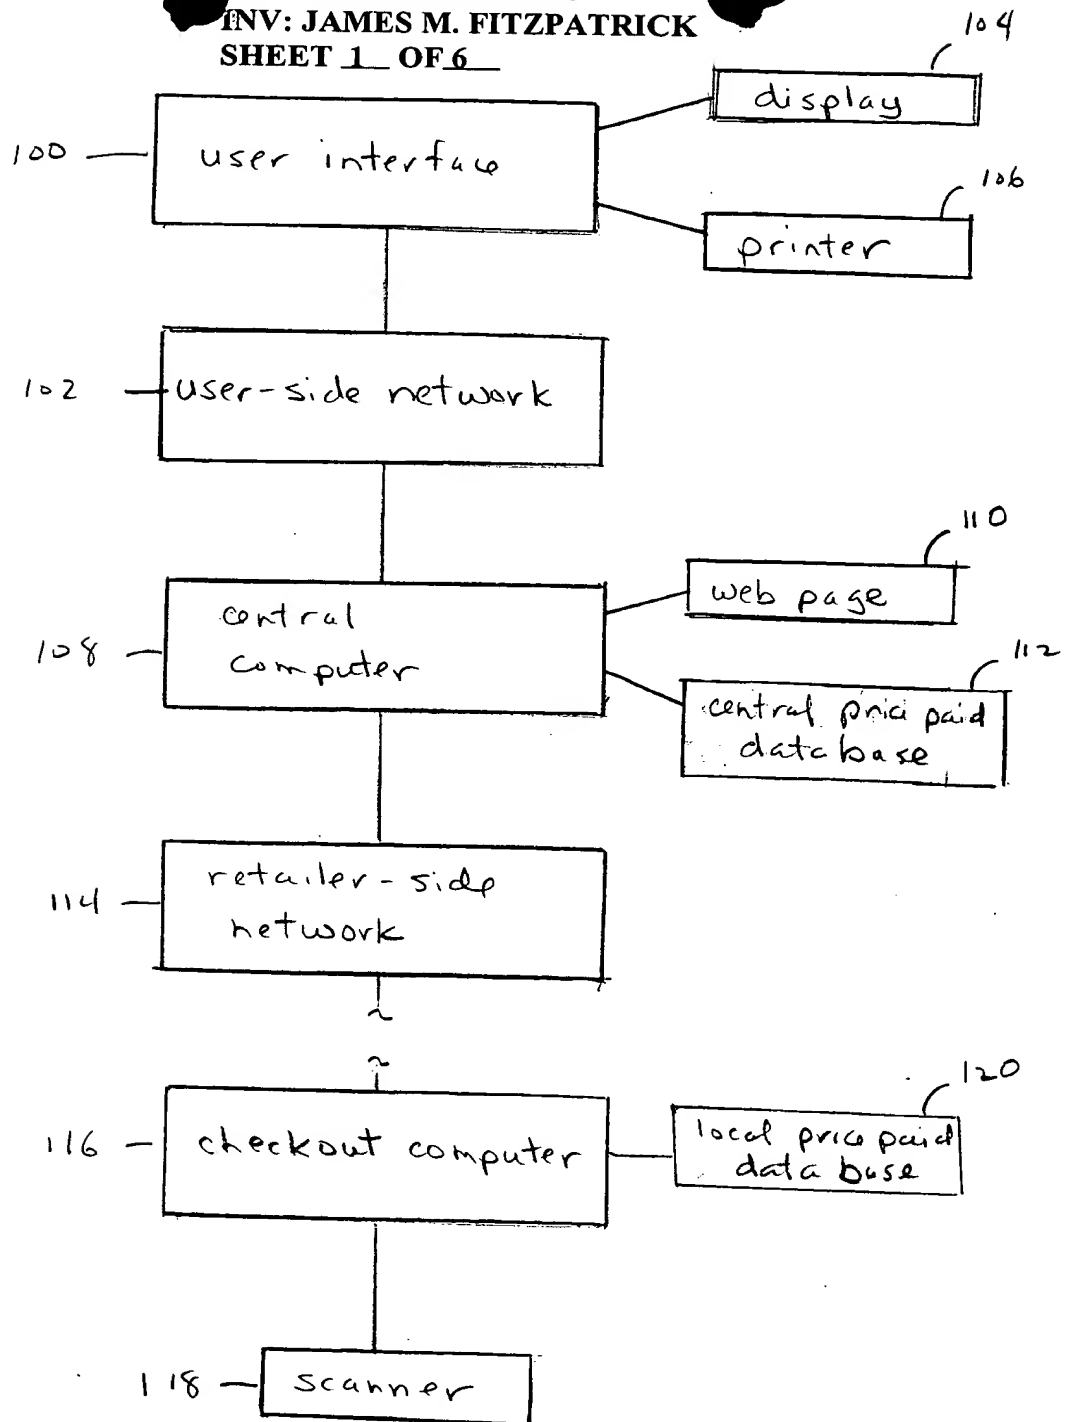 INV: JAMES M. FITZPATRICK
SHEET 1 OF 6
104
display
100
user interface
106
printer
102
user-side network
110
web page
108
central
computer
112
central price paid
data base
114
retailer-side
network
120
116
checkout computer
local price paid
data base
118
scanner